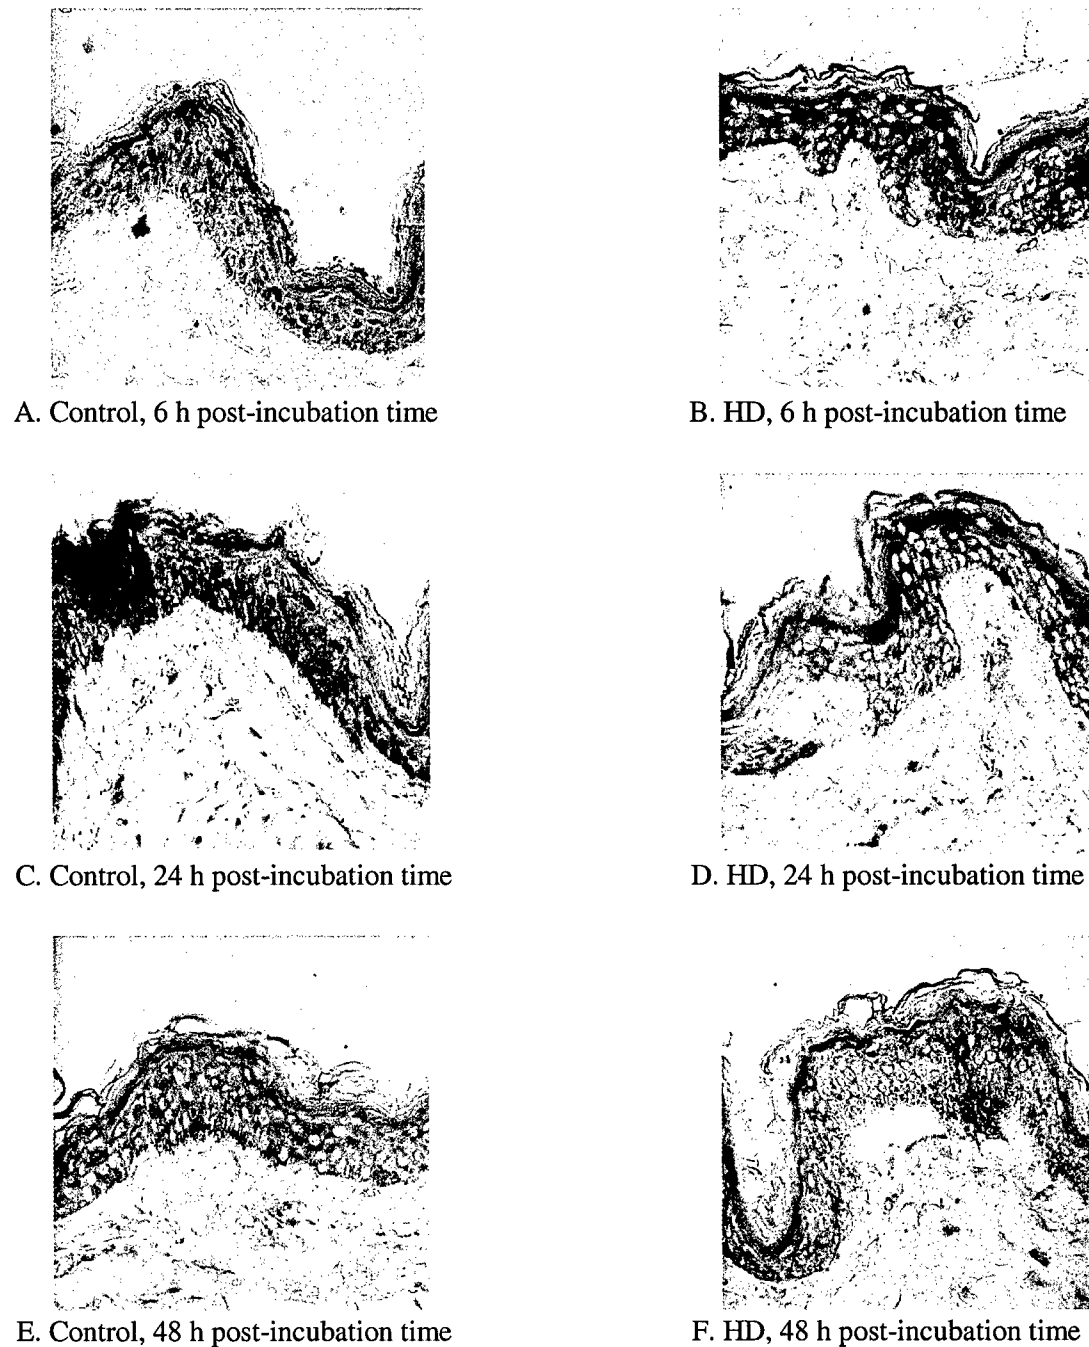 A. Control, 6 h post-incubation time
B. HD, 6 h post-incubation time
C. Control, 24 h post-incubation time
D. HD, 24 h post-incubation time
E. Control, 48 h post-incubation time
F. HD, 48 h post-incubation time